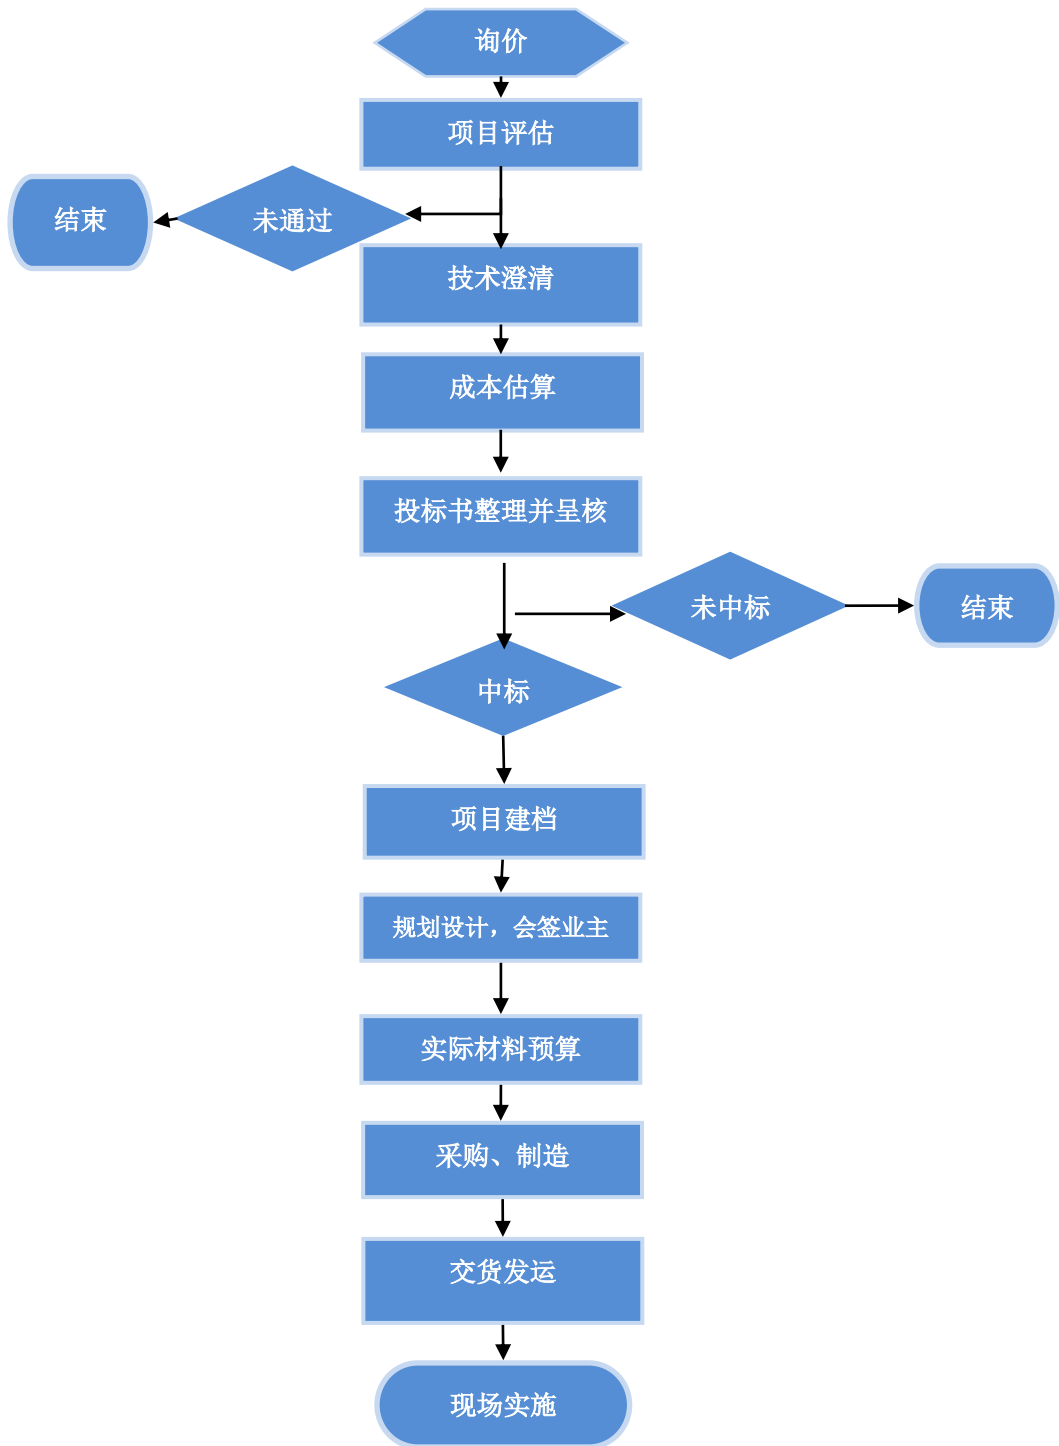 询价
项目评估
结束
未通过
技术澄清
成本估算
投标书整理并呈核
未中标
结束
中标
项目建档
规划设计，会签业主
实际材料预算
采购、制造
交货发运
现场实施